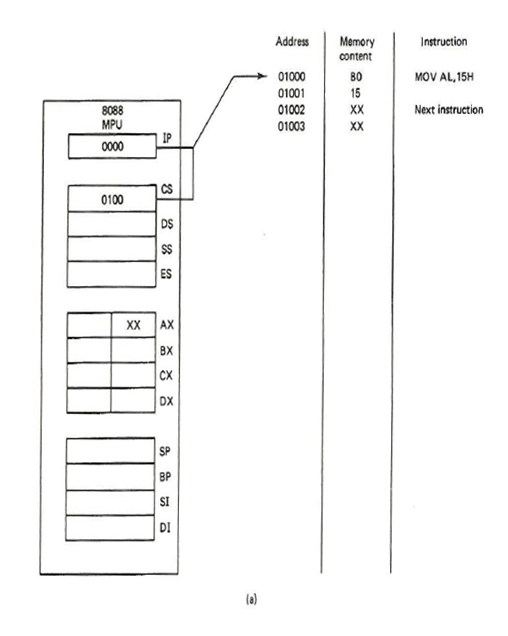 Address Memory content Instruction
01000 B0 MOV AL,15H
01001 15
01002 XX Next instruction
01003 XX
8088
MPU
0000 IP
0100 CS
DS
SS
ES
XX AX
BX
CX
DX
SP
BP
SI
DI
(a)